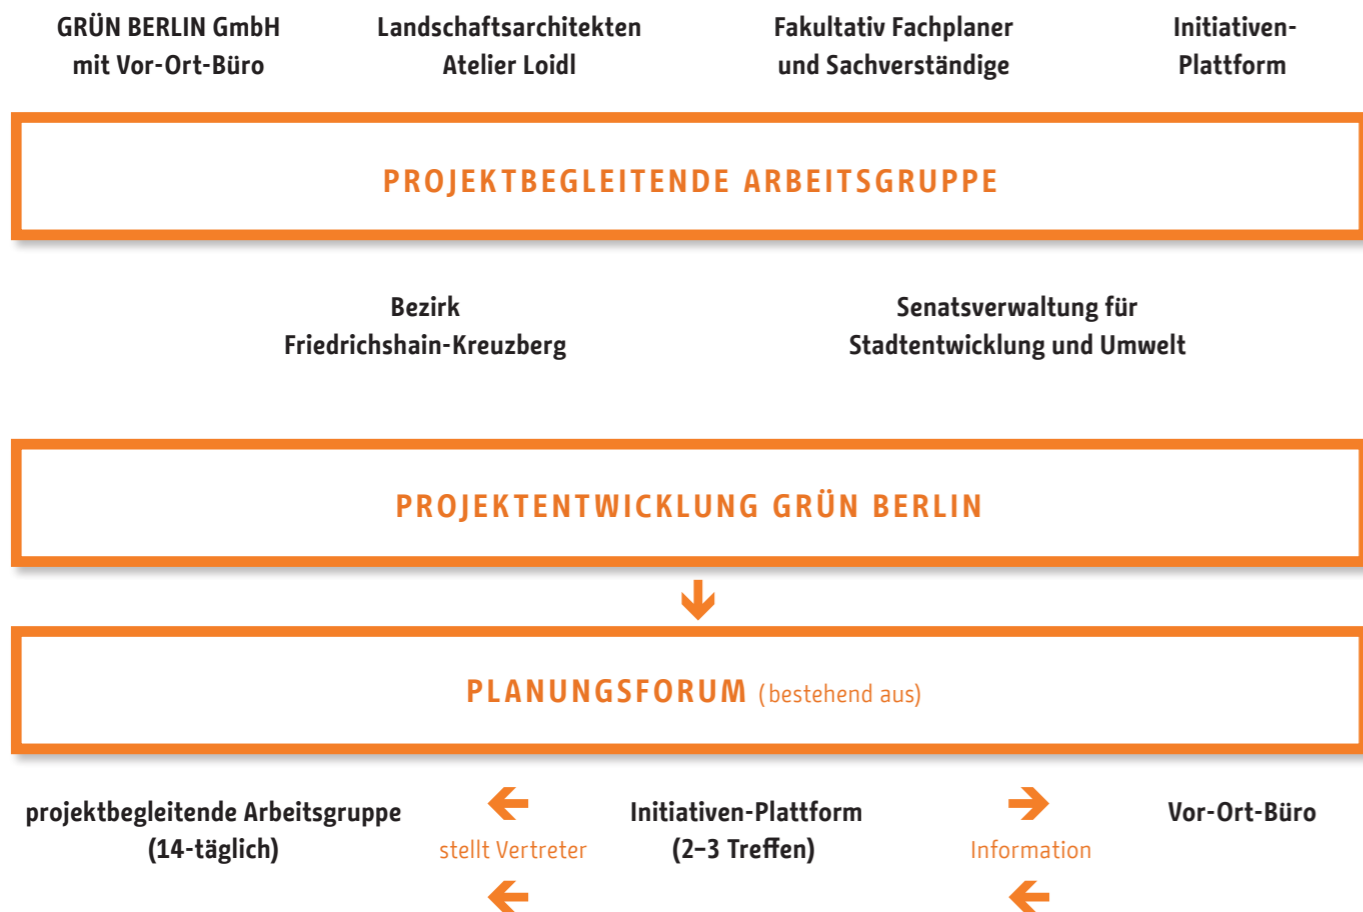 GRÜN BERLIN GmbH
mit Vor-Ort-Büro
Landschaftsarchitekten
Atelier Loidl
Fakultativ Fachplaner
und Sachverständige
Initiativen-
Plattform
PROJEKTBEGLEITENDE ARBEITSGRUPPE
Bezirk
Friedrichshain-Kreuzberg
Senatsverwaltung für
Stadtentwicklung und Umwelt
PROJEKTENTWICKLUNG GRÜN BERLIN
PLANUNGSFORUM (bestehend aus)
projektbegleitende Arbeitsgruppe
(14-täglich)
stellt Vertreter
Initiativen-Plattform
(2–3 Treffen)
Information
Vor-Ort-Büro